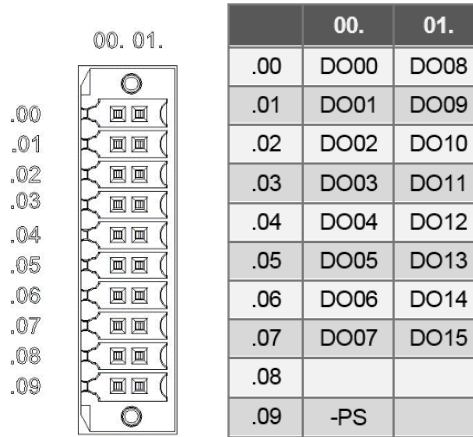 00. 01.
.00
.01
.02
.03
.04
.05
.06
.07
.08
.09
00. 01.
.00 DO00 DO08
.01 DO01 DO09
.02 DO02 DO10
.03 DO03 DO11
.04 DO04 DO12
.05 DO05 DO13
.06 DO06 DO14
.07 DO07 DO15
.08
.09 -PS